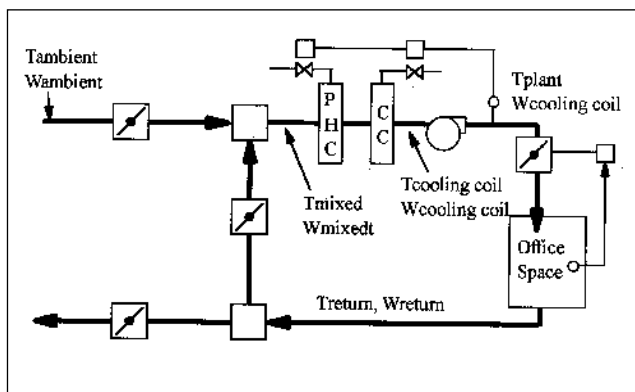 Tambient
Wambient
P
H
C
C
C
Tplant
Wcooling coil
Tmixed
Wmixedt
Tcooling coil
Wcooling coil
Office
Space
Treturn, Wreturn